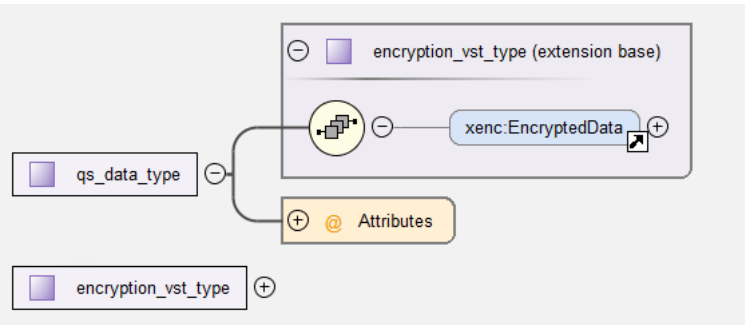 encryption_vst_type (extension base)
xenc:EncryptedData
qs_data_type
@ Attributes
encryption_vst_type